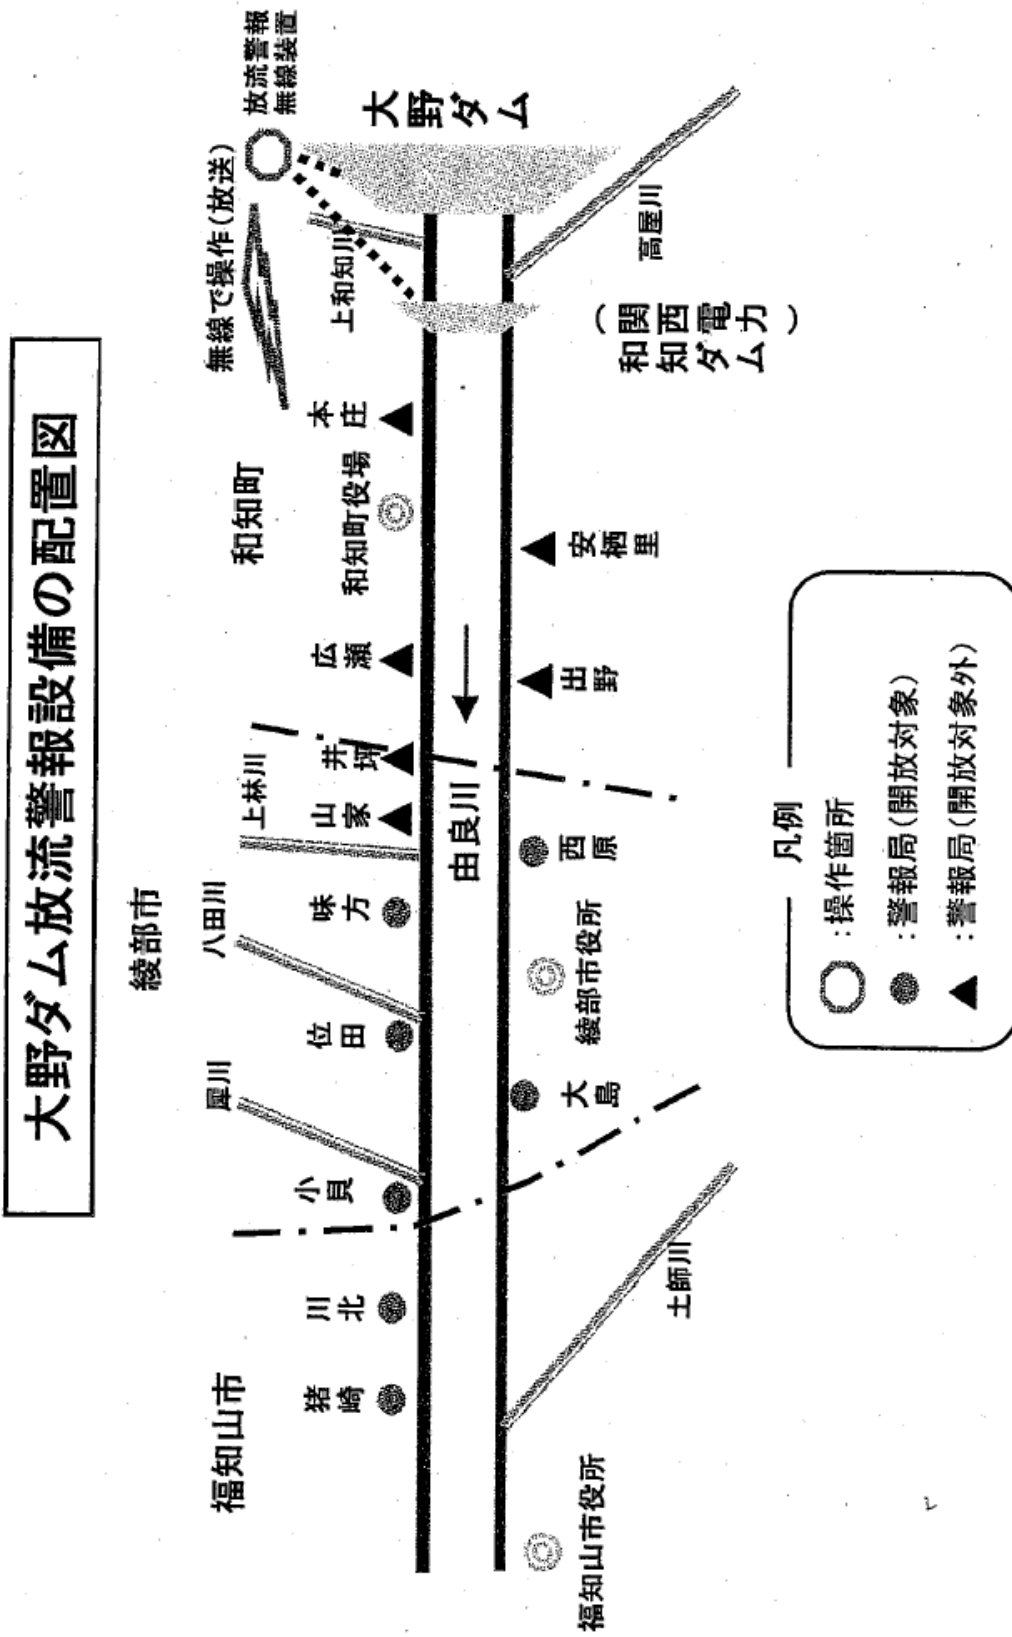 大野ダム放流警報設備の配置図
放流警報
無線装置
無線で操作(放送)
大野ダム
上和知川
高屋川
(関西電力)
和知ダム
和知町
本庄
和知町役場
安栖里
広瀬
出野
井坪
山家
上林川
綾部市
由良川
西原
味方
八田川
綾部市役所
位田
大島
犀川
小貝
川北
猪崎
福知山市
土師川
福知山市役所
凡例
:操作箇所
:警報局(開放対象)
:警報局(開放対象外)